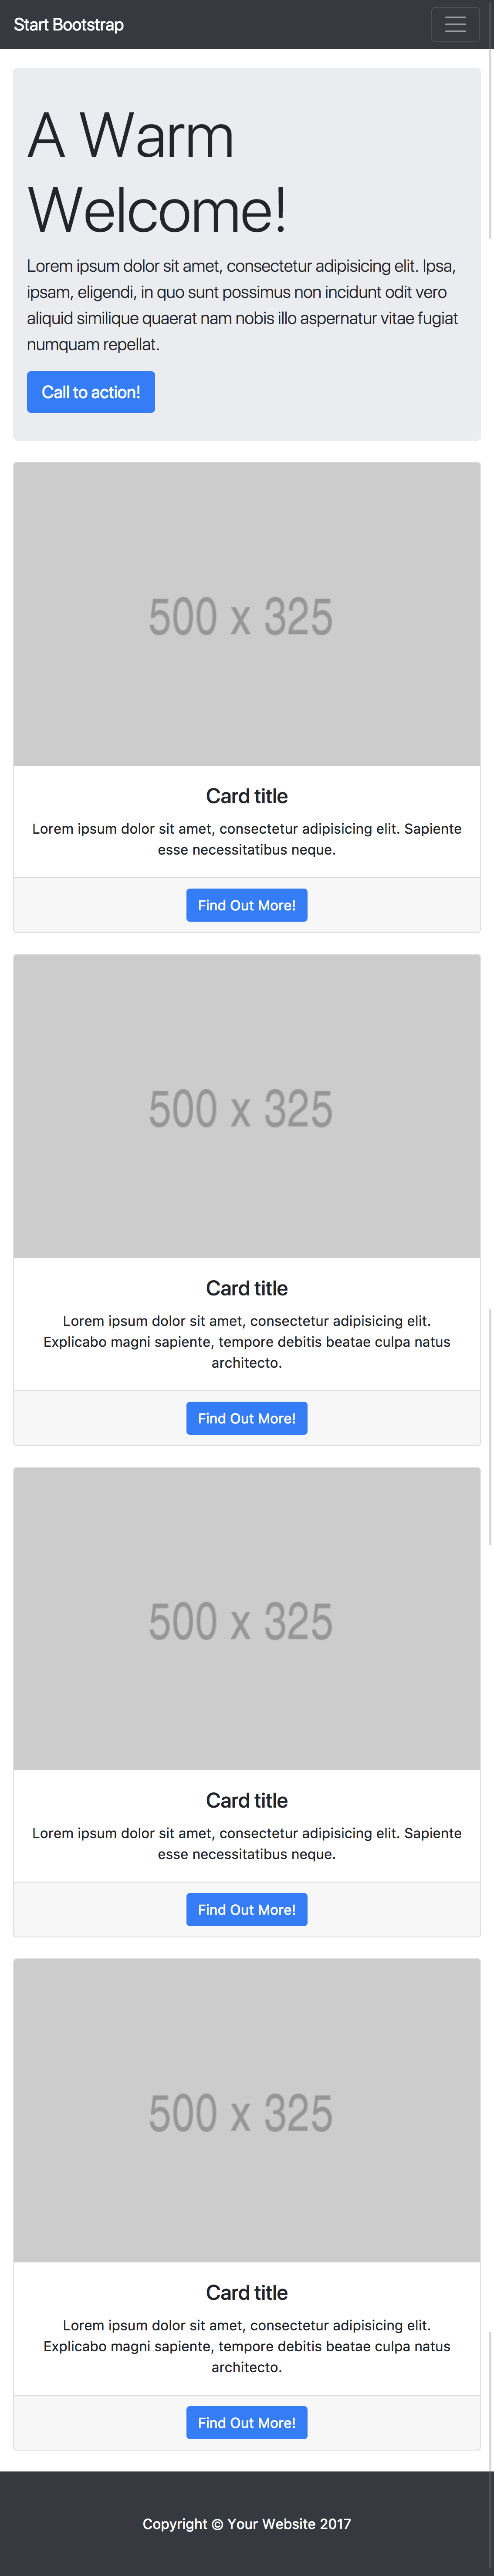 Start Bootstrap
A Warm
Welcome!
Lorem ipsum dolor sit amet, consectetur adipisicing elit. Ipsa,
ipsam, eligendi, in quo sunt possimus non incidunt odit vero
aliquid similique quaerat nam nobis illo aspernatur vitae fugiat
numquam repellat.
Call to action!
500 x 325
Card title
Lorem ipsum dolor sit amet, consectetur adipisicing elit. Sapiente
esse necessitatibus neque.
Find Out More!
500 x 325
Card title
Lorem ipsum dolor sit amet, consectetur adipisicing elit.
Explicabo magni sapiente, tempore debitis beatae culpa natus
architecto.
Find Out More!
500 x 325
Card title
Lorem ipsum dolor sit amet, consectetur adipisicing elit. Sapiente
esse necessitatibus neque.
Find Out More!
500 x 325
Card title
Lorem ipsum dolor sit amet, consectetur adipisicing elit.
Explicabo magni sapiente, tempore debitis beatae culpa natus
architecto.
Find Out More!
Copyright © Your Website 2017